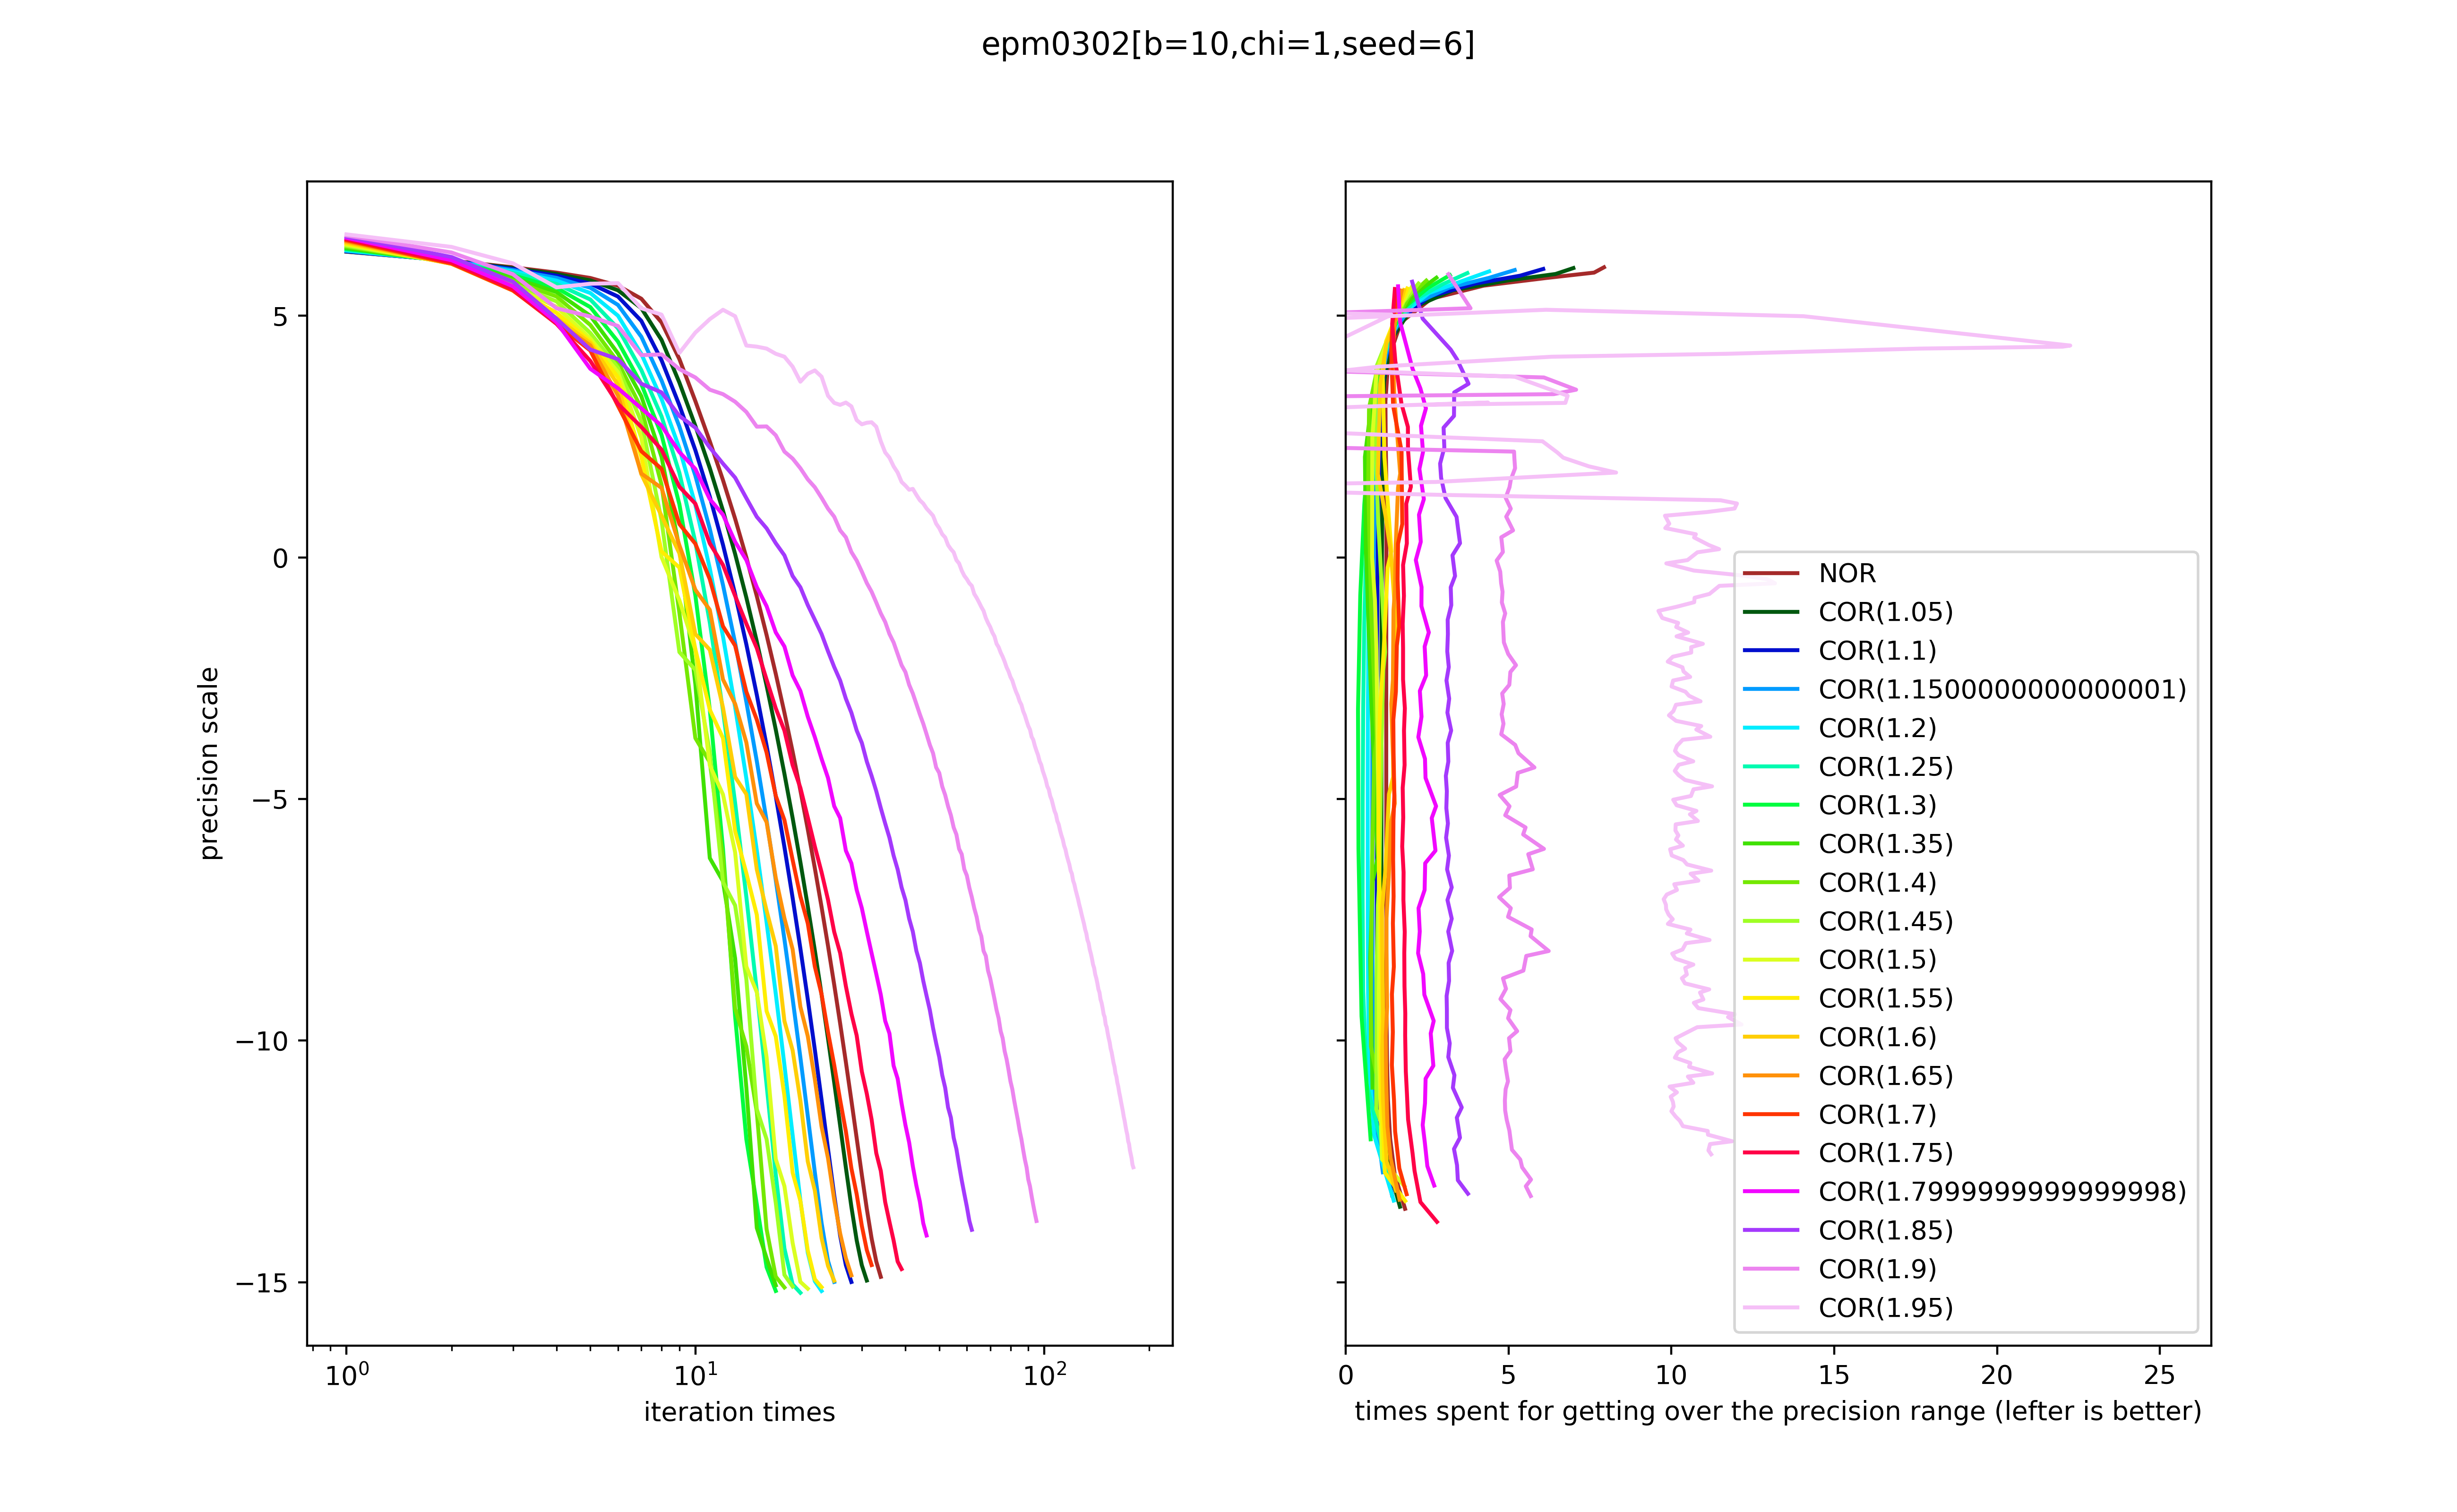 epm0302[b=10,chi=1,seed=6]
precision scale
5
0
−5
−10
−15
10⁰
10¹
10²
iteration times
0
5
10
15
20
25
times spent for getting over the precision range (lefter is better)
NOR
COR(1.05)
COR(1.1)
COR(1.1500000000000001)
COR(1.2)
COR(1.25)
COR(1.3)
COR(1.35)
COR(1.4)
COR(1.45)
COR(1.5)
COR(1.55)
COR(1.6)
COR(1.65)
COR(1.7)
COR(1.75)
COR(1.7999999999999998)
COR(1.85)
COR(1.9)
COR(1.95)